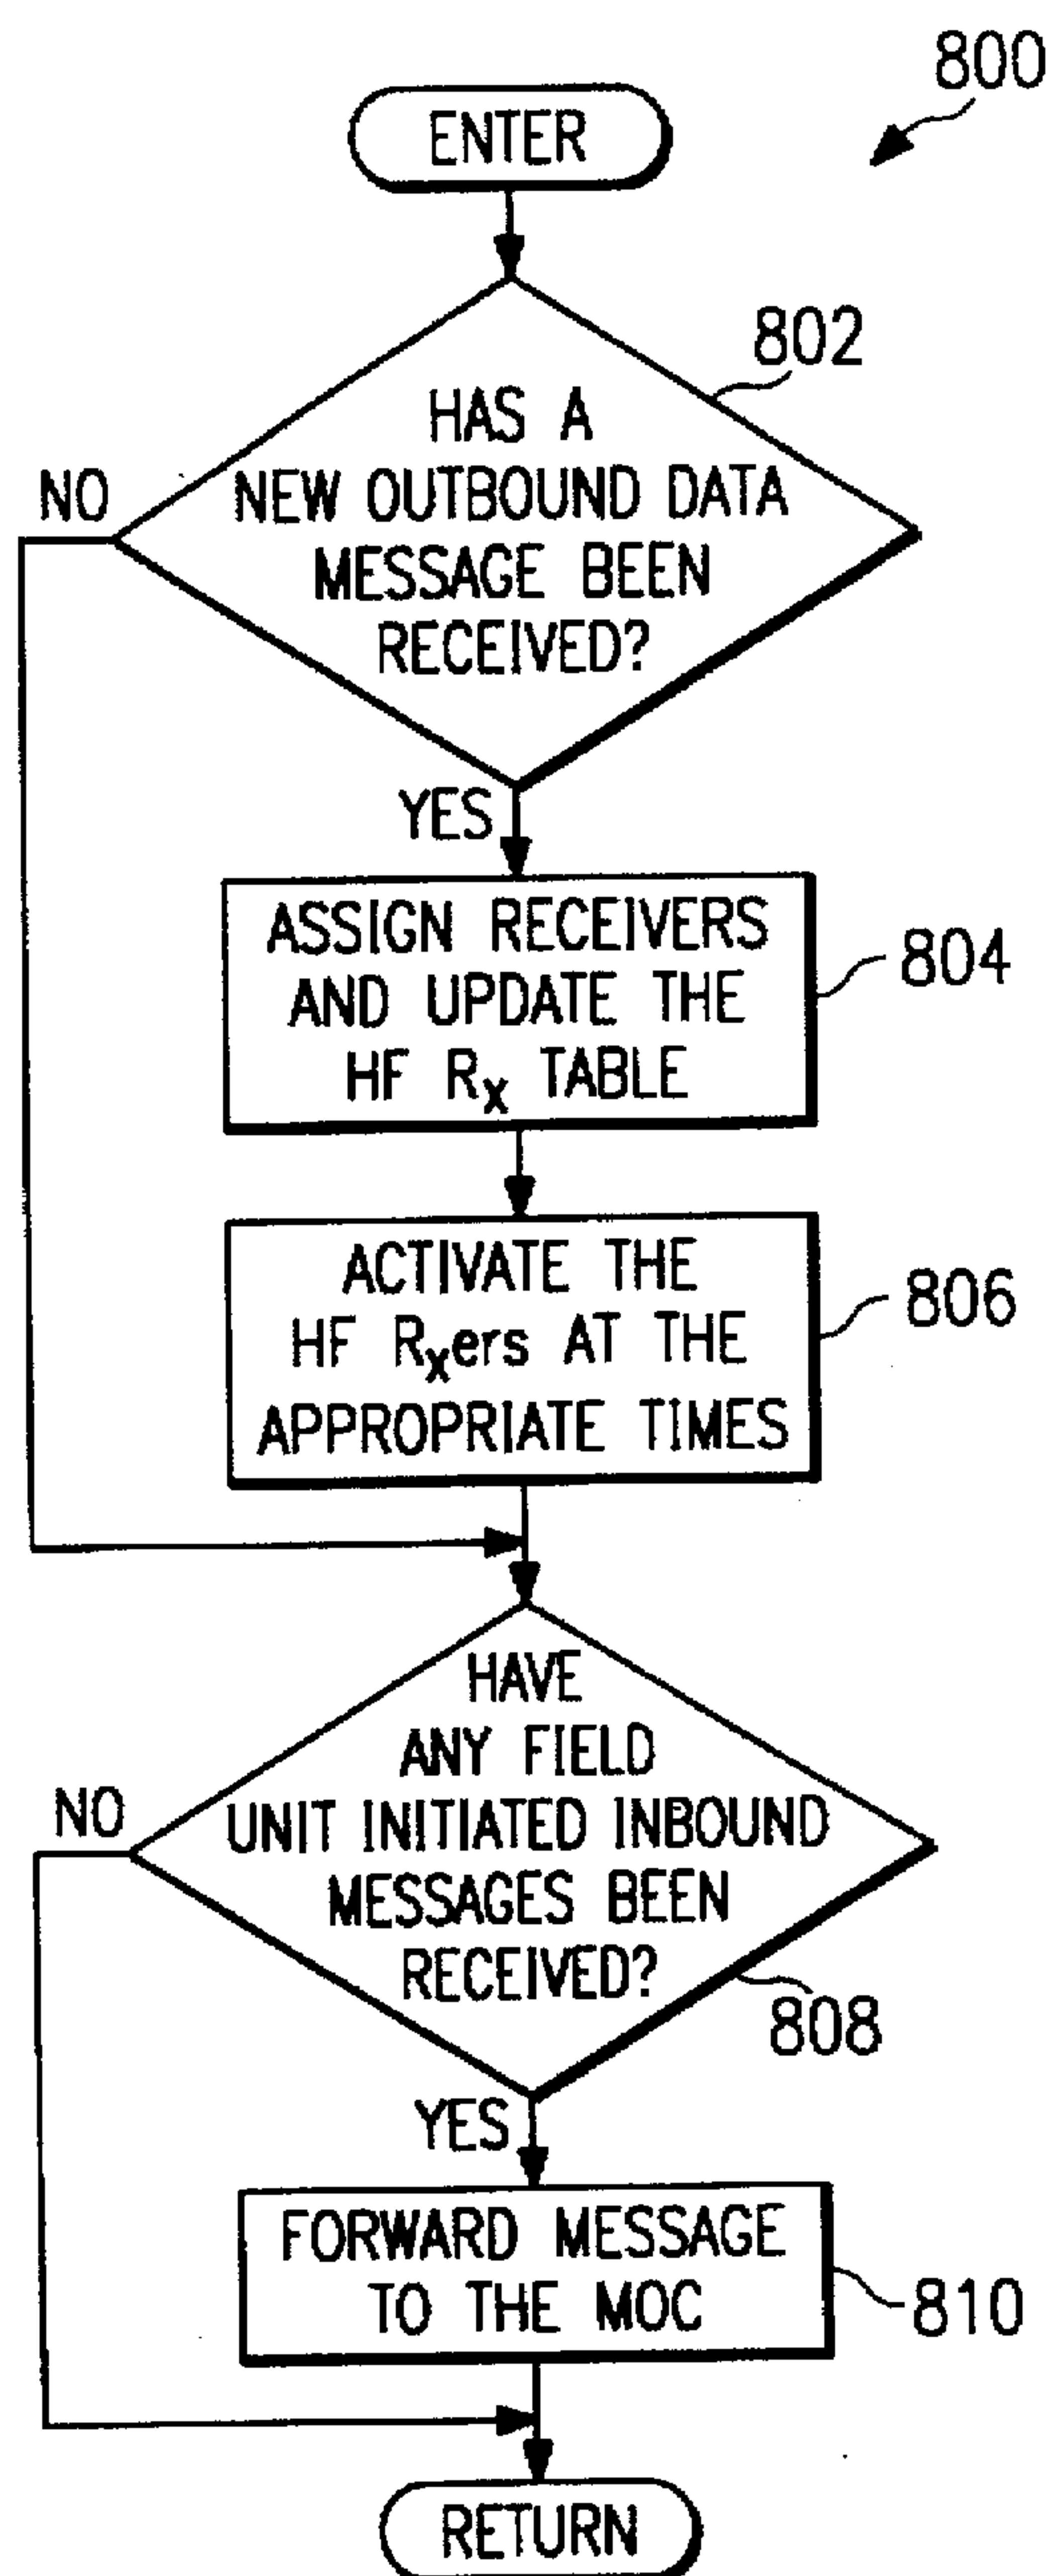 800
ENTER
802
HAS A
NEW OUTBOUND DATA
MESSAGE BEEN
RECEIVED?
NO
YES
ASSIGN RECEIVERS
AND UPDATE THE
HF Rx TABLE
804
ACTIVATE THE
HF Rxers AT THE
APPROPRIATE TIMES
806
HAVE
ANY FIELD
UNIT INITIATED INBOUND
MESSAGES BEEN
RECEIVED?
NO
808
YES
FORWARD MESSAGE
TO THE MOC
810
RETURN